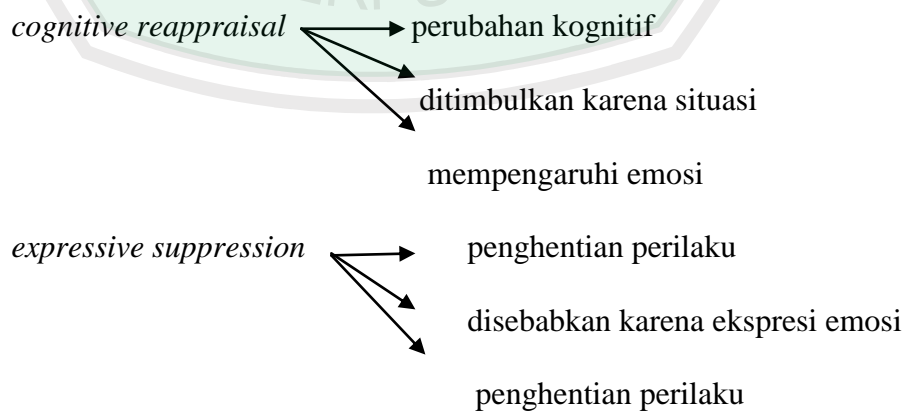 cognitive reappraisal perubahan kognitif
ditimbulkan karena situasi
mempengaruhi emosi
expressive suppression penghentian perilaku
disebabkan karena ekspresi emosi
penghentian perilaku